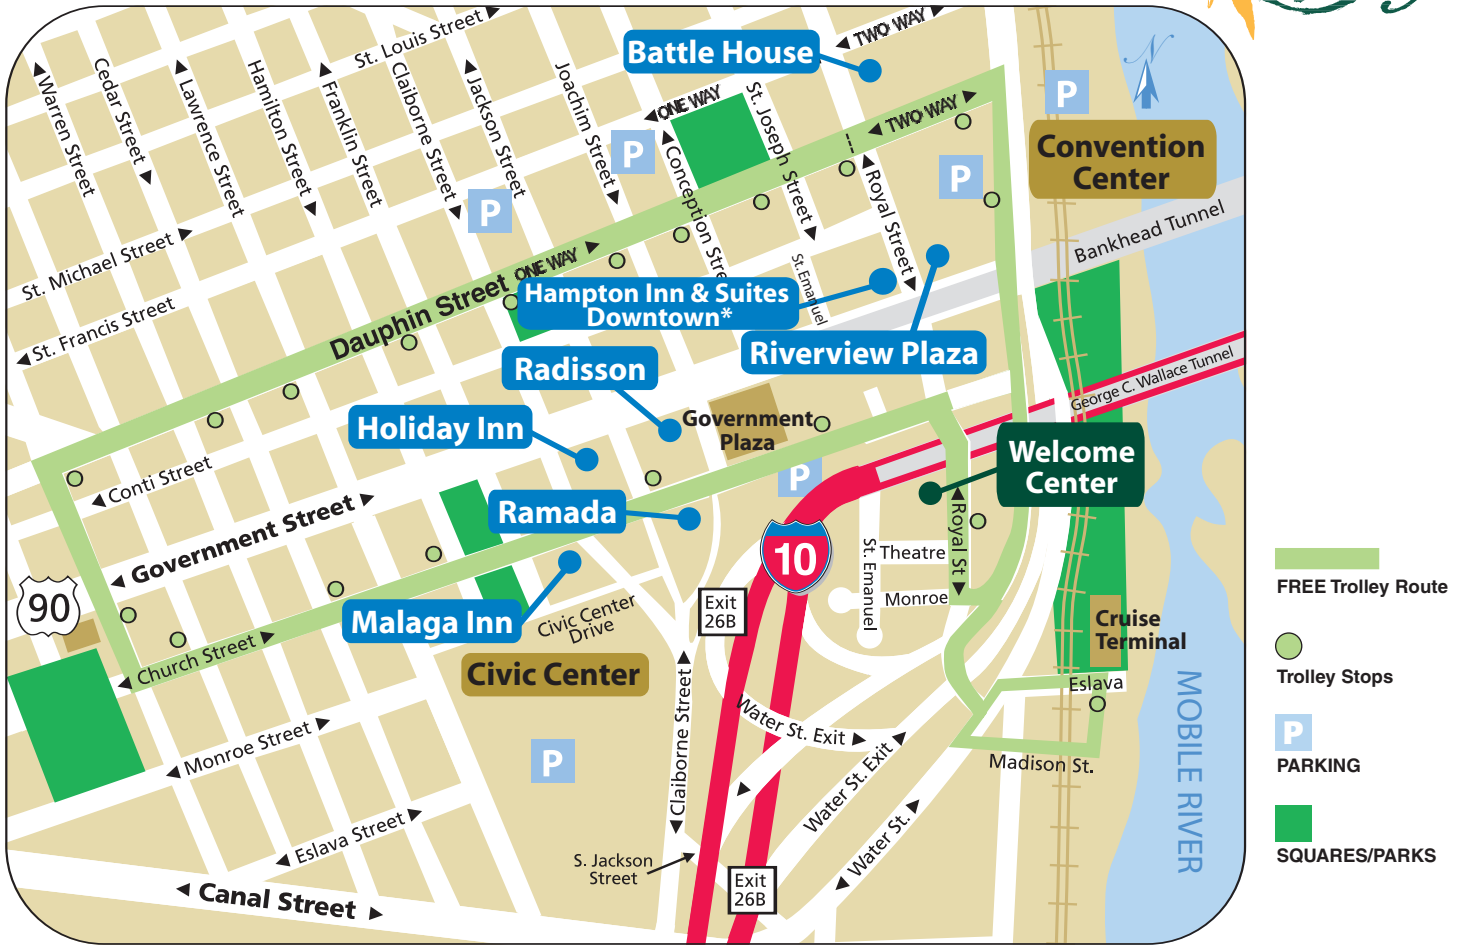 St. Louis Street
TWO WAY
Battle House
Warren Street
Cedar Street
Lawrence Street
Hamilton Street
Franklin Street
Claiborne Street
Jackson Street
Joachim Street
ONE WAY
St. Joseph Street
Conception Stre
TWO WAY
Royal Street
P
P
P
P
Convention
Center
Bankhead Tunnel
St. Michael Street
St. Francis Street
Dauphin Street
ONE WAY
Hampton Inn & Suites
Downtown*
St. Emanuel
Riverview Plaza
Radisson
George C. Wallace Tunnel
Government
Plaza
Holiday Inn
Welcome
Center
Conti Street
Government Street
P
Ramada
10
Royal St
Theatre
St. Emanuel
Monroe
90
Malaga Inn
Civic Center
Drive
Exit
26B
Cruise
Terminal
Church Street
Civic Center
Eslava
Claiborne Street
Water St. Exit
Monroe Street
P
Water St. Exit
Madison St.
MOBILE RIVER
Eslava Street
Water St.
S. Jackson
Street
Exit
26B
Canal Street
N
FREE Trolley Route
Trolley Stops
P
PARKING
SQUARES/PARKS